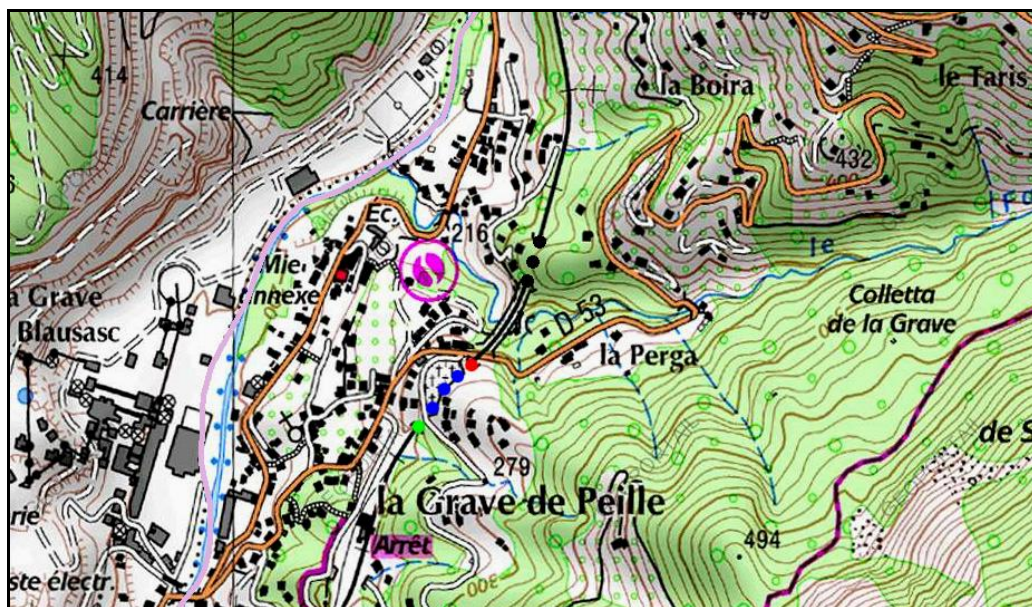 414
Carrière
la Boira
le Taris
432
Ec.
216
Mie
annexe
a Grave
Blausasc
D 53
la Perga
Colletta
de la Grave
279
la Grave de Peille
Arrêt
494
de S
rie
ste électr.
300